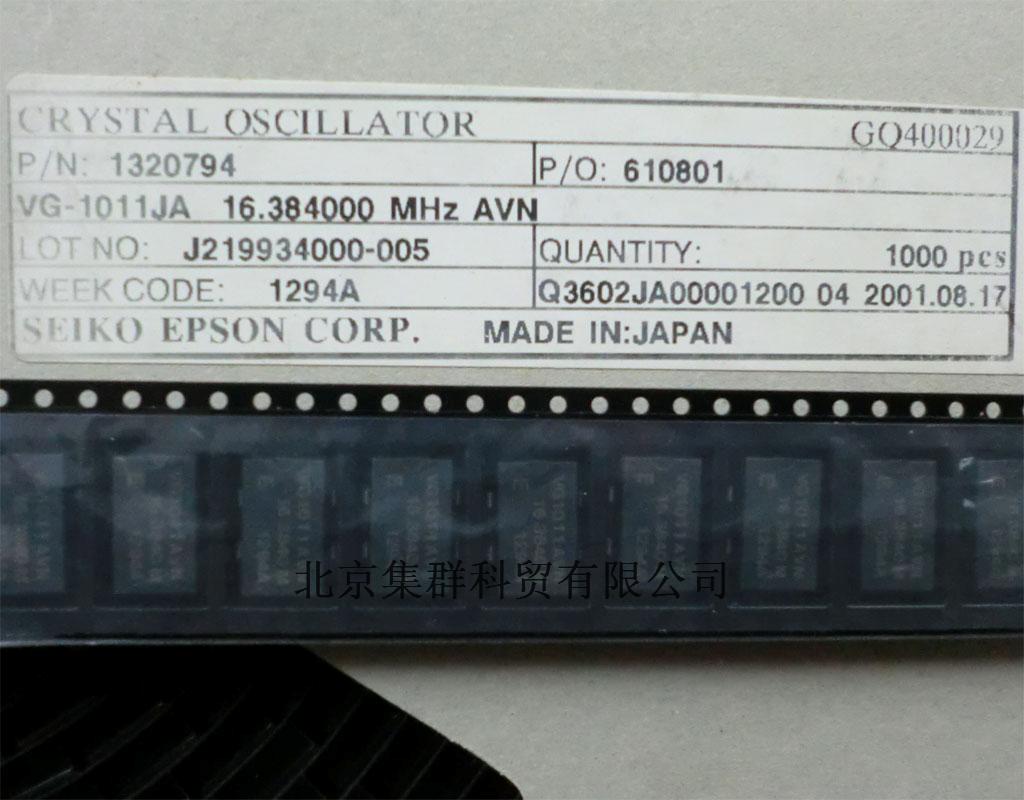 CRYSTAL OSCILLATOR GQ400029
P/N: 1320794 P/O: 610801
VG-1011JA 16.384000 MHz AVN
LOT NO: J219934000-005 QUANTITY: 1000 pcs
WEEK CODE: 1294A Q3602JA00001200 04 2001.08.17
SEIKO EPSON CORP. MADE IN:JAPAN
北京集群科贸有限公司